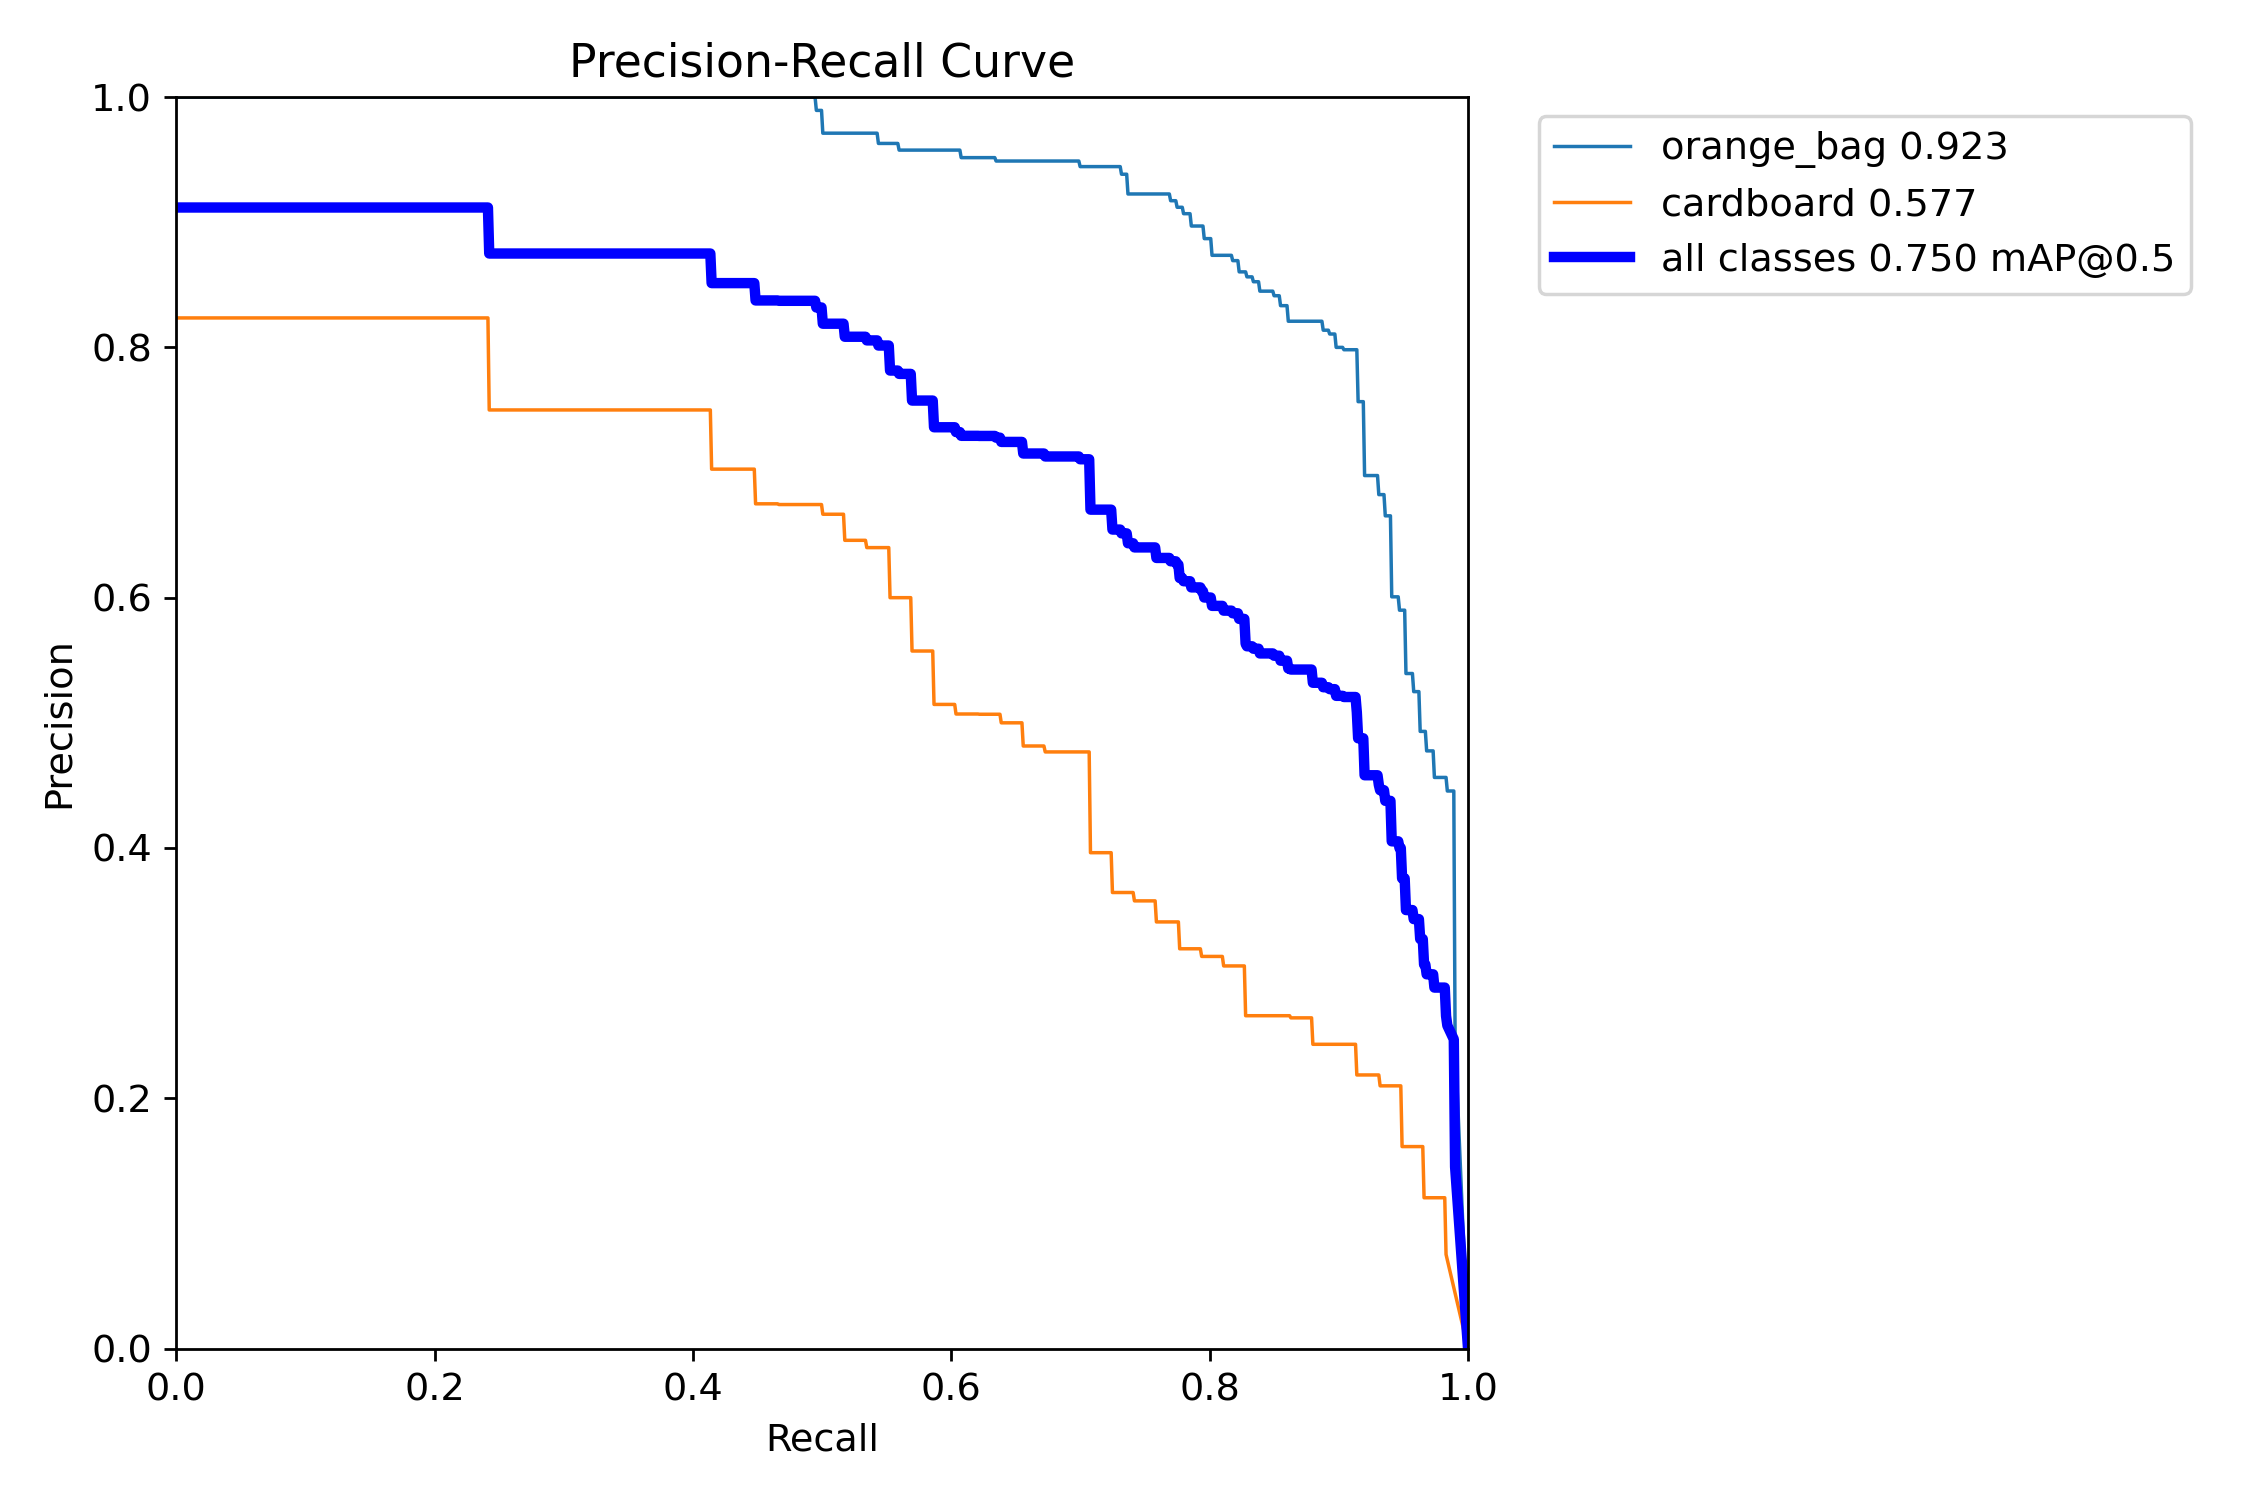 Precision-Recall Curve
1.0
0.8
0.6
0.4
0.2
0.0
Precision
0.0 0.2 0.4 0.6 0.8 1.0
Recall
orange_bag 0.923
cardboard 0.577
all classes 0.750 mAP@0.5